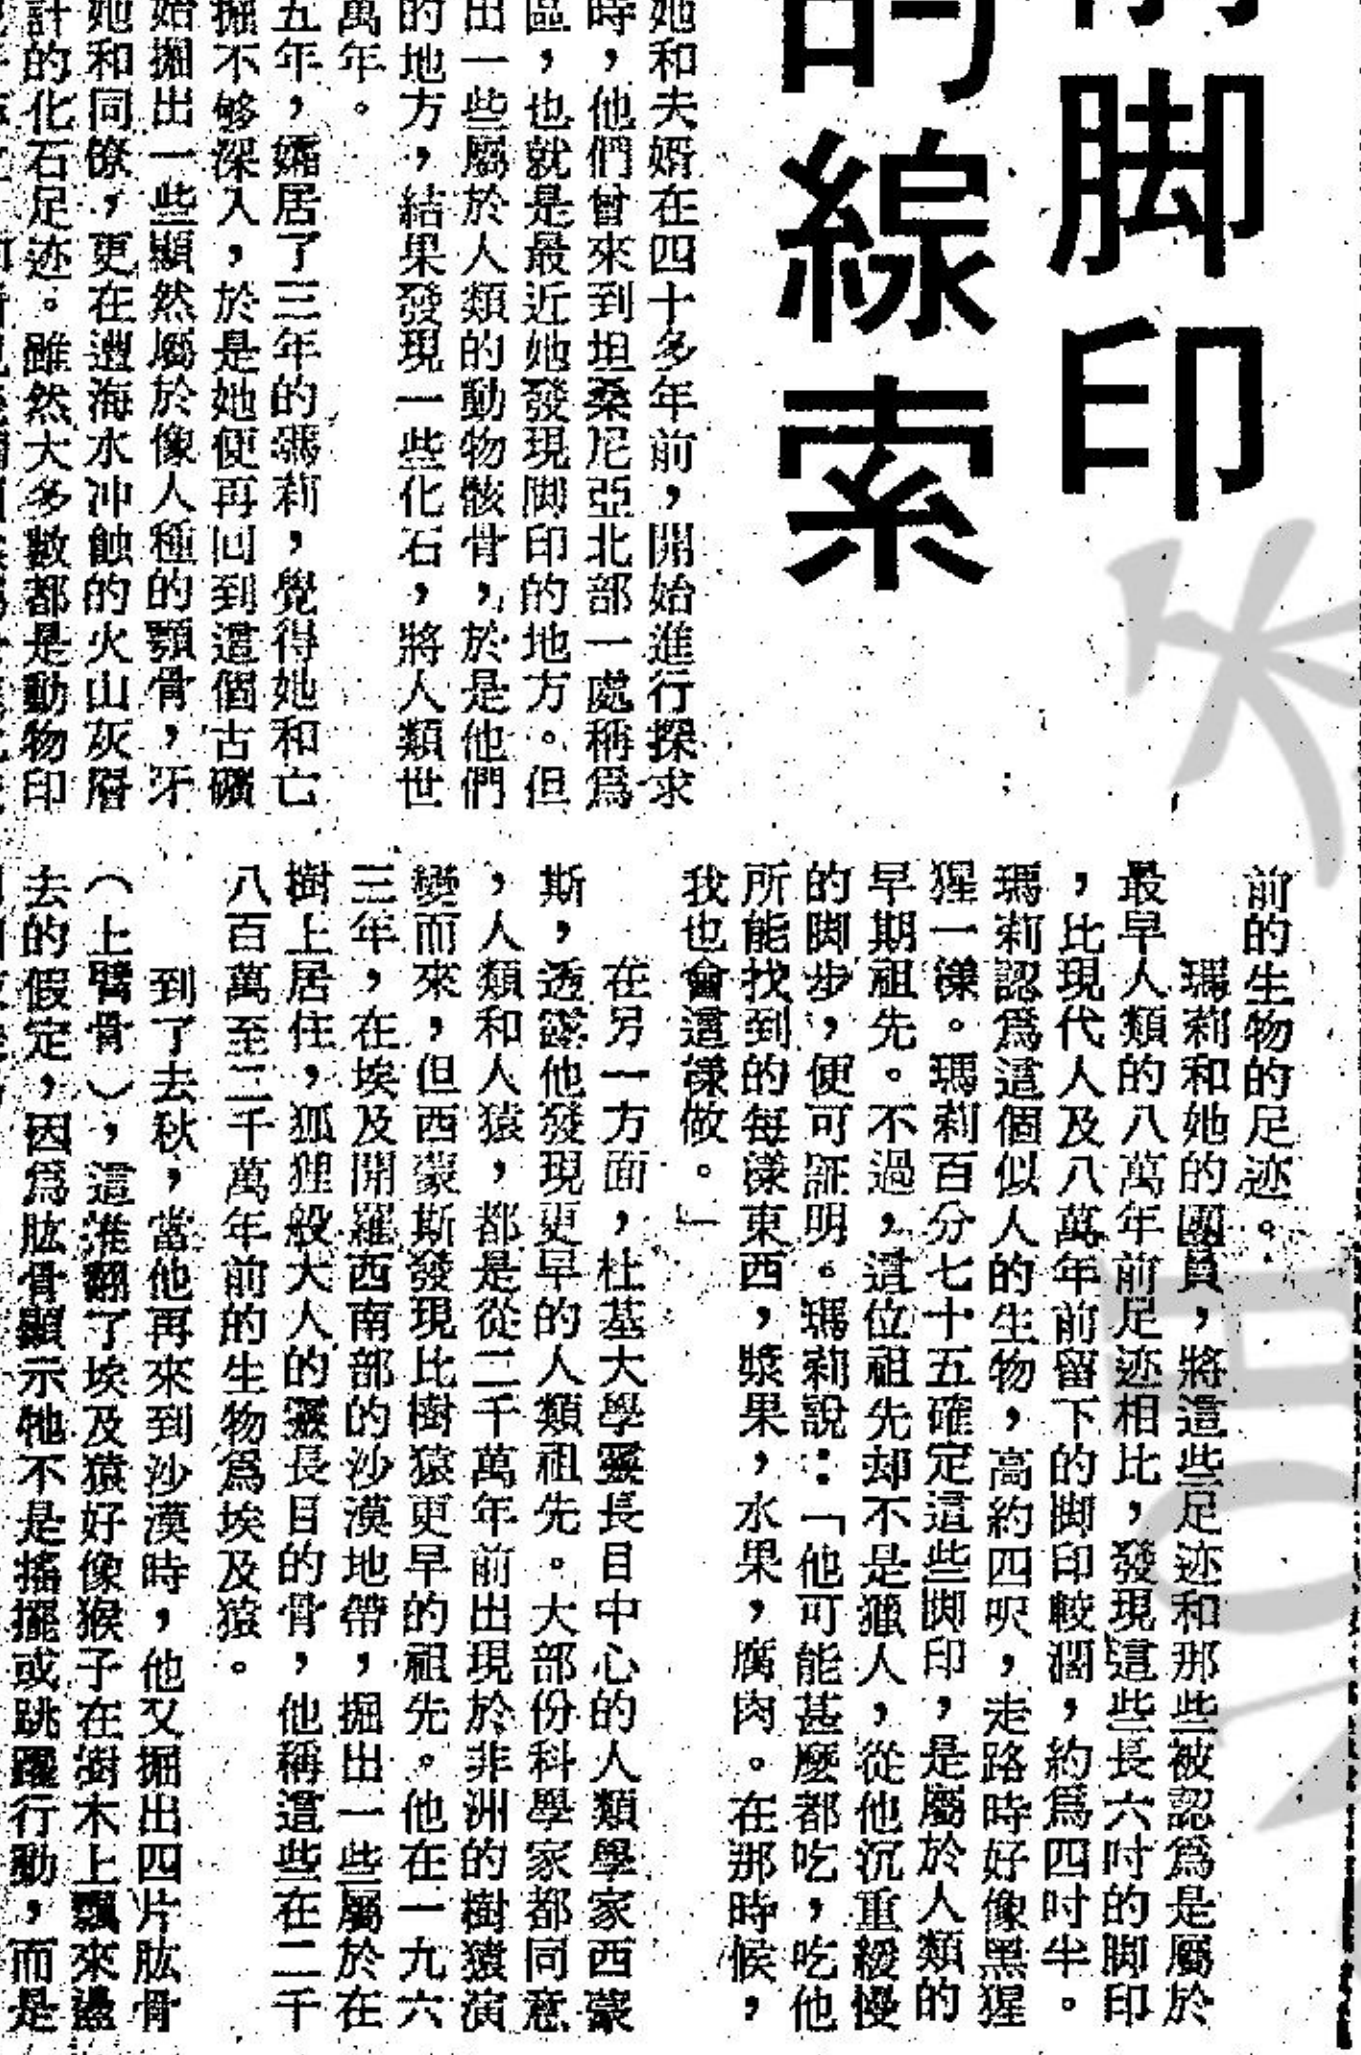 脚印
的線索
她和夫婿在四十多年前，開始進行探求
時，他們曾來到坦桑尼亞北部一處稱爲
區，也就是最近她發現脚印的地方。但
出一些屬於人類的動物骸骨，於是他們
的地方，結果發現一些化石，將人類世
萬年。
五年，孀居了三年的瑪莉，覺得她和亡
掘不够深入，於是她便再回到這個古礦
始掘出一些顯然屬於像人種的顎骨，牙
她和同僚，更在遭海水冲蝕的火山灰層
計的化石足迹。雖然大多數都是動物印
前的生物的足迹。
瑪莉和她的團員，將這些足迹和那些被認爲是屬於
最早人類的八萬年前足迹相比，發現這些長六吋的脚印
，比現代人及八萬年前留下的脚印較濶，約爲四吋半。
瑪莉認爲這個似人的生物，高約四呎，走路時好像黑猩
猩一樣。瑪莉百分七十五確定這些脚印，是屬於人類的
早期祖先。不過，這位祖先却不是獵人，從他沉重緩慢
的脚步，便可証明。瑪莉說：「他可能甚麼都吃，吃他
所能找到的每樣東西，漿果，水果，腐肉。在那時候，
我也會這樣做。」
在另一方面，杜基大學靈長目中心的人類學家西蒙
斯，透露他發現更早的人類祖先。大部份科學家都同意
，人類和人猿，都是從二千萬年前出現於非洲的樹猿演
變而來，但西蒙斯發現比樹猿更早的祖先。他在一九六
三年，在埃及開羅西南部的沙漠地帶，掘出一些屬於在
樹上居住，狐狸般大人的靈長目的骨，他稱這些在二千
八百萬至三千萬年前的生物爲埃及猿。
到了去秋，當他再來到沙漠時，他又掘出四片肱骨
（上臂骨），這推翻了埃及猿好像猴子在樹木上飄來盪
去的假定，因爲肱骨顯示牠不是搖擺或跳躍行動，而是